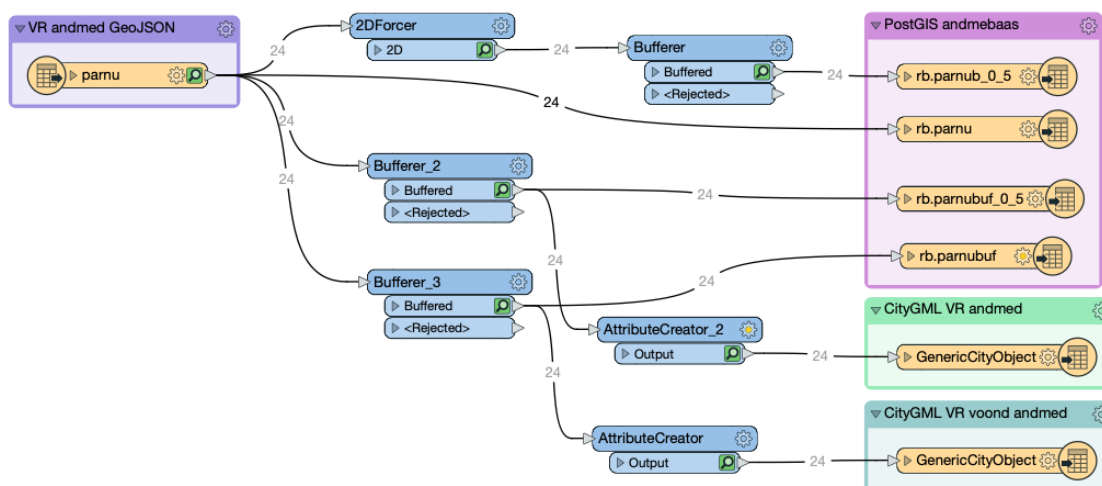 VR andmed GeoJSON
parnu
24
24
24
24
2DForcer
2D
24
Bufferer
Buffered
<Rejected>
24
Bufferer_2
Buffered
<Rejected>
24
24
Bufferer_3
Buffered
<Rejected>
24
24
AttributeCreator_2
Output
24
AttributeCreator
Output
24
PostGIS andmebaas
rb.parnub_0_5
rb.parnu
rb.parnubuf_0_5
rb.parnubuf
CityGML VR andmed
GenericCityObject
CityGML VR voond andmed
GenericCityObject